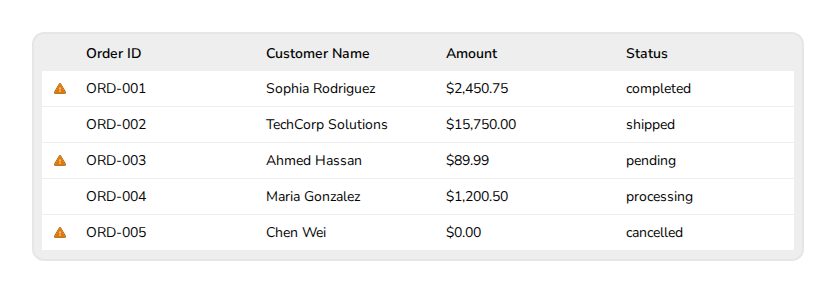 Order ID Customer Name Amount Status
ORD-001 Sophia Rodriguez $2,450.75 completed
ORD-002 TechCorp Solutions $15,750.00 shipped
ORD-003 Ahmed Hassan $89.99 pending
ORD-004 Maria Gonzalez $1,200.50 processing
ORD-005 Chen Wei $0.00 cancelled